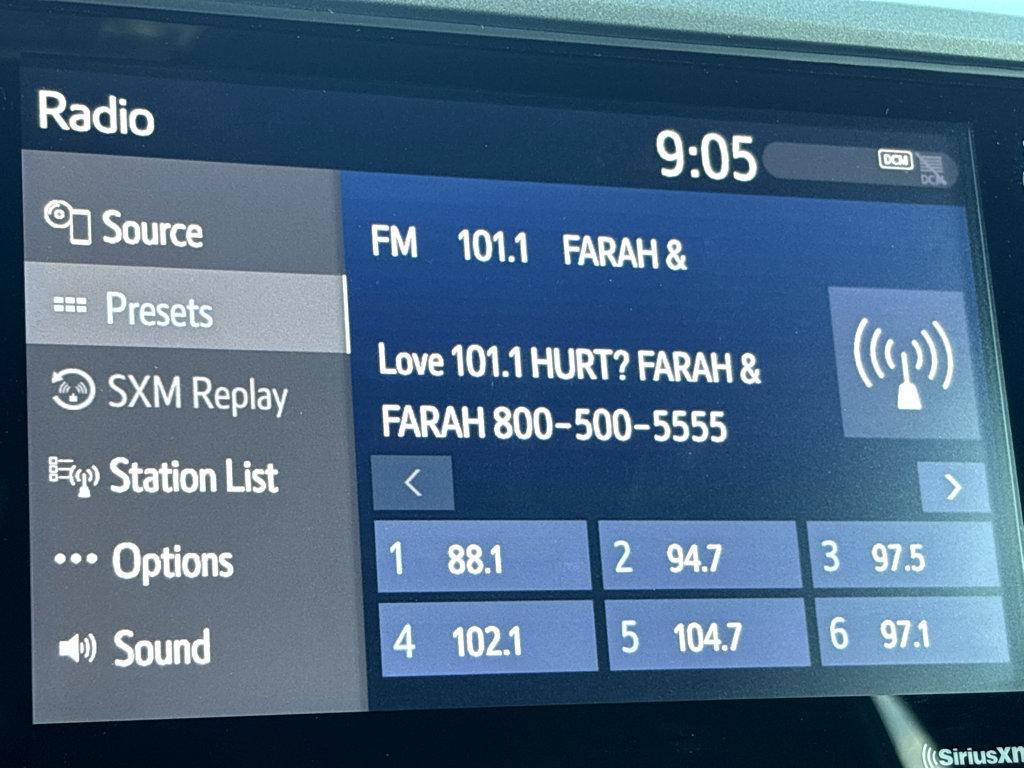 Radio
9:05
DCM
DCM
Source
Presets
SXM Replay
Station List
Options
Sound
FM 101.1 FARAH &
Love 101.1 HURT? FARAH &
FARAH 800-500-5555
1 88.1
2 94.7
3 97.5
4 102.1
5 104.7
6 97.1